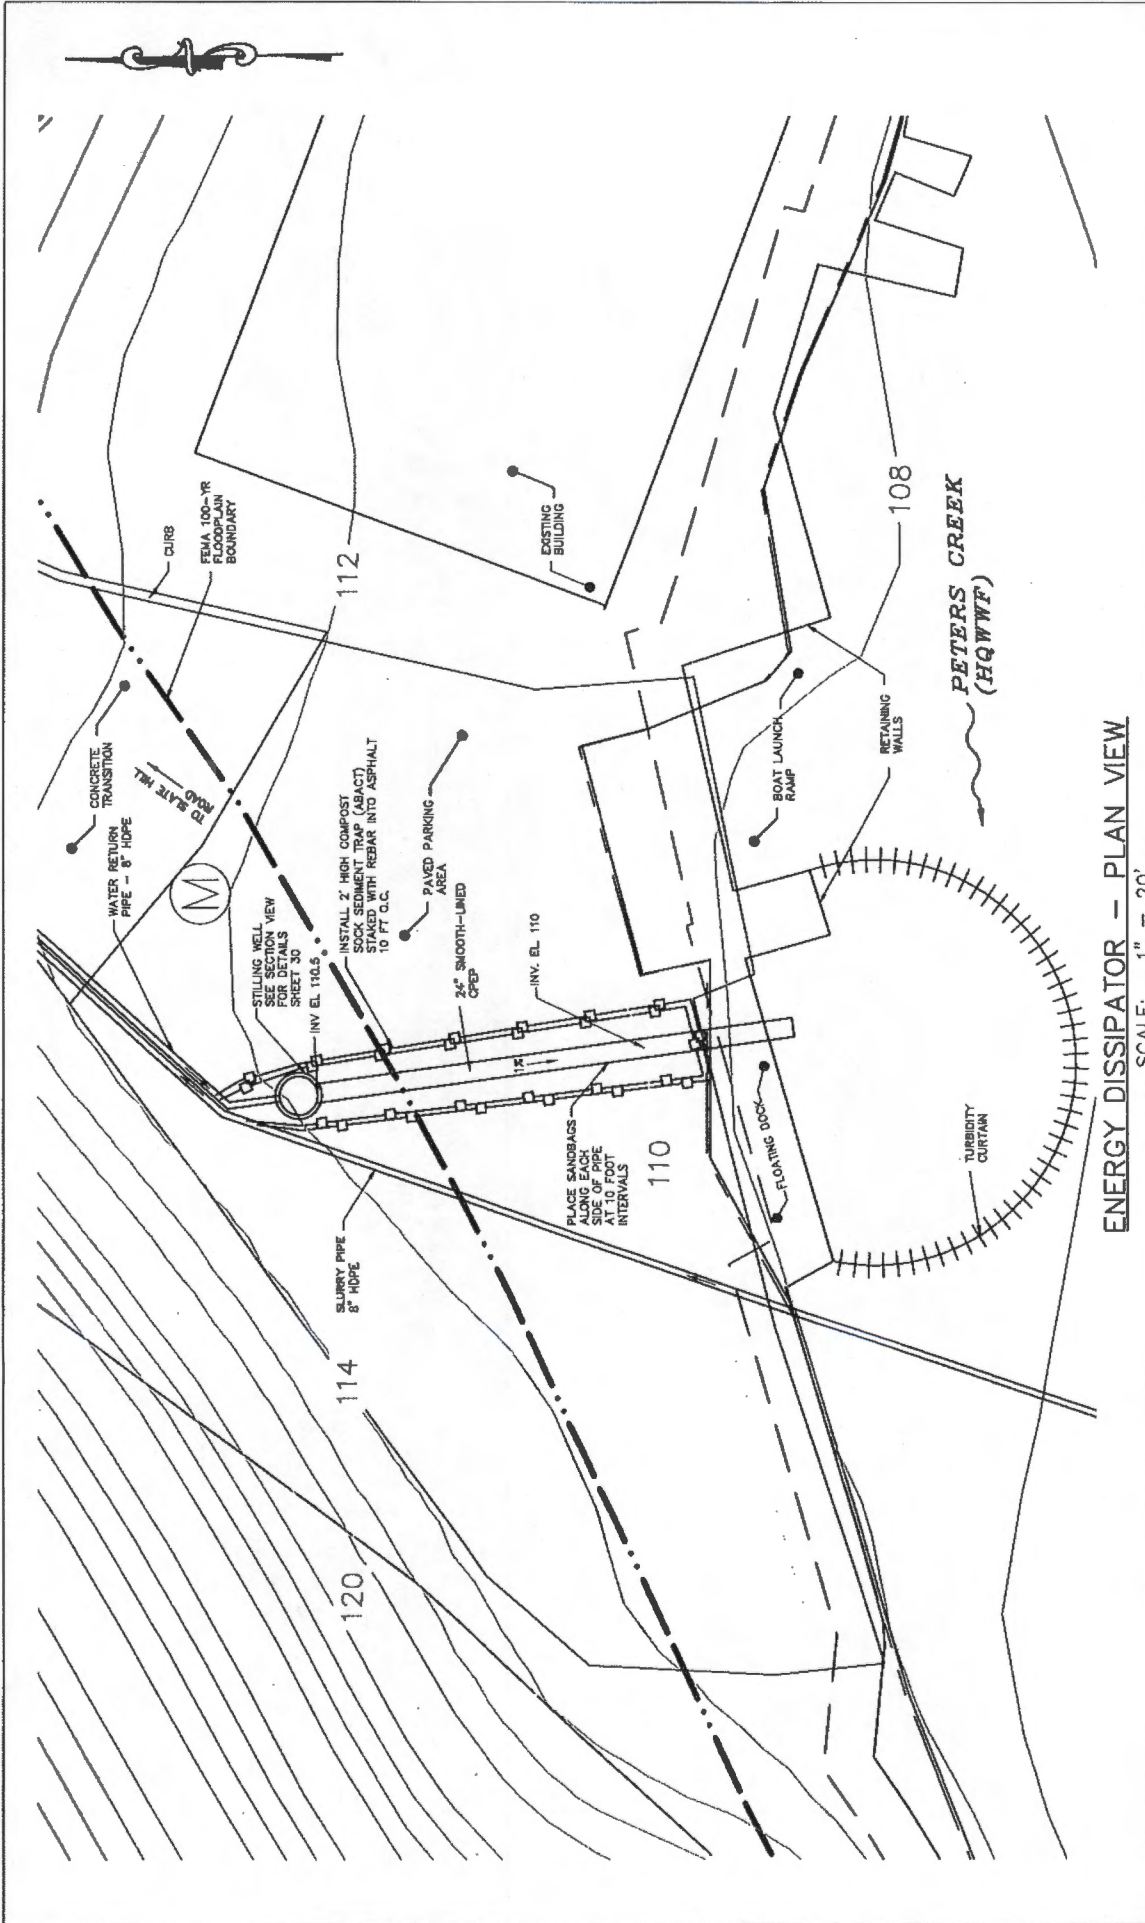 CONCRETE
TRANSITION
CURB
FEMA 100-YR
FLOODPLAIN
BOUNDARY
TO SLATE HILL
ROAD
WATER RETURN
PIPE - 8" HDPE
M
STILLING WELL
SEE SECTION VIEW
FOR DETAILS
SHEET 30
INV EL 110.5
INSTALL 2' HIGH COMPOST
SOCK SEDIMENT TRAP (ABACT)
STAKED WITH REBAR INTO ASPHALT
10 FT O.C.
112
PAVED PARKING
AREA
EXISTING
BUILDING
24" SMOOTH-LINED
CPEP
INV. EL 110
1%
SLURRY PIPE
8" HDPE
114
120
PLACE SANDBAGS
ALONG EACH
SIDE OF PIPE
AT 10 FOOT
INTERVALS
110
FLOATING DOCK
BOAT LAUNCH
RAMP
RETAINING
WALLS
108
PETERS CREEK
(HQWWF)
TURBIDITY
CURTAIN
ENERGY DISSIPATOR - PLAN VIEW
SCALE: 1" = 20'